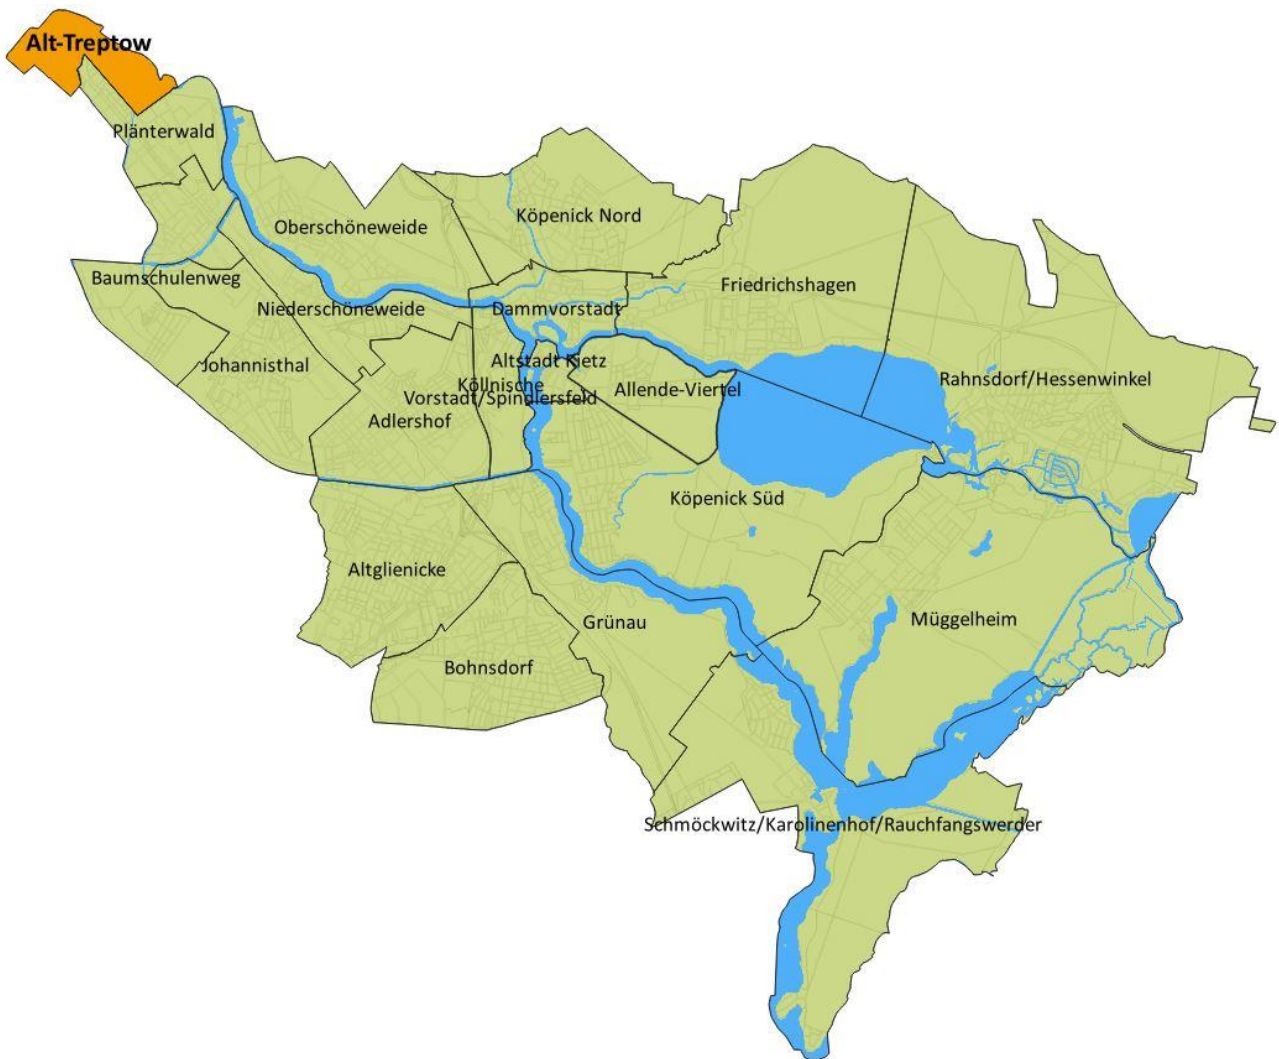 Alt-Treptow
Plänterwald
Köpenick Nord
Oberschöneweide
Baumschulenweg
Friedrichshagen
Niederschöneweide
Dammvorstadt
Johannisthal
Altstadt Kietz
Rahnsdorf/Hessenwinkel
Köllnische
Vorstadt/Spindlersfeld
Allende-Viertel
Adlershof
Köpenick Süd
Altglienicke
Grünau
Müggelheim
Bohnsdorf
Schmöckwitz/Karolinenhof/Rauchfangswerder